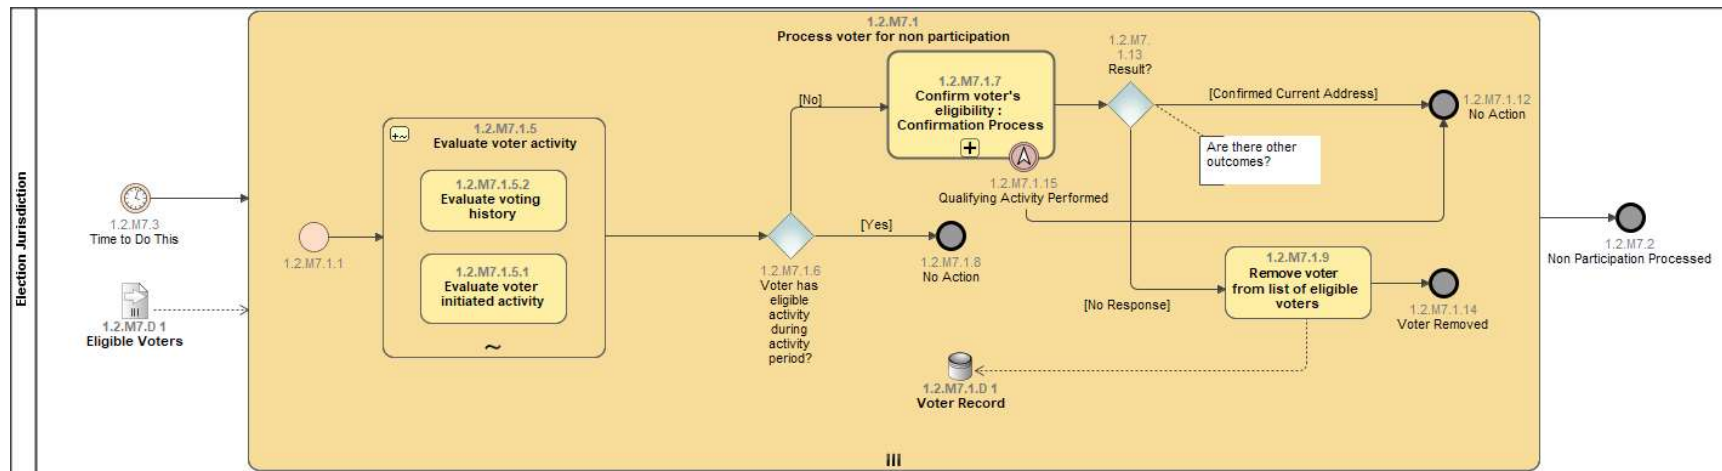 Election Jurisdiction
1.2.M7.3
Time to Do This
1.2.M7.D 1
Eligible Voters
1.2.M7.1
Process voter for non participation
1.2.M7.1.1
1.2.M7.1.5
Evaluate voter activity
1.2.M7.1.5.2
Evaluate voting
history
1.2.M7.1.5.1
Evaluate voter
initiated activity
1.2.M7.1.6
Voter has
eligible
activity
during
activity
period?
[No]
[Yes]
1.2.M7.1.8
No Action
1.2.M7.1.7
Confirm voter's
eligibility :
Confirmation Process
1.2.M7.1.15
Qualifying Activity Performed
1.2.M7.
1.13
Result?
[Confirmed Current Address]
1.2.M7.1.12
No Action
Are there other
outcomes?
[No Response]
1.2.M7.1.9
Remove voter
from list of eligible
voters
1.2.M7.1.14
Voter Removed
1.2.M7.1.D 1
Voter Record
1.2.M7.2
Non Participation Processed